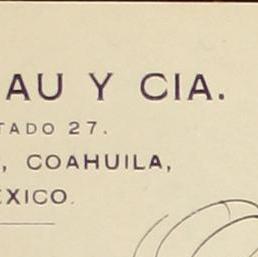 AU Y CIA.
TADO 27.
, COAHUILA,
EXICO.